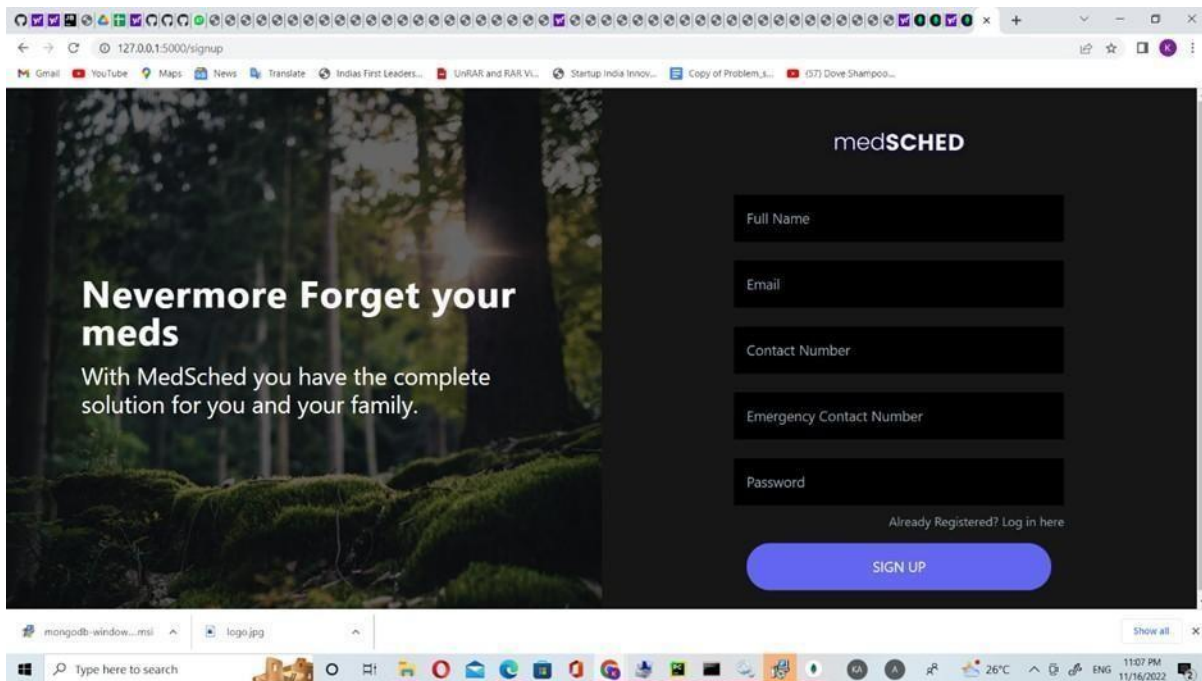 127.0.0.1:5000/signup
K
Gmail
YouTube
Maps
News
Translate
Indias First Leaders...
UnRAR and RAR Vi...
Startup India Innov...
Copy of Problem_s...
(57) Dove Shampoo...
medSCHED
Full Name
Email
Nevermore Forget your
meds
Contact Number
With MedSched you have the complete
solution for you and your family.
Emergency Contact Number
Password
Already Registered? Log in here
SIGN UP
mongodb-window....msi
logo.jpg
Show all
Type here to search
KA
A
26°C
ENG
11:07 PM
11/16/2022